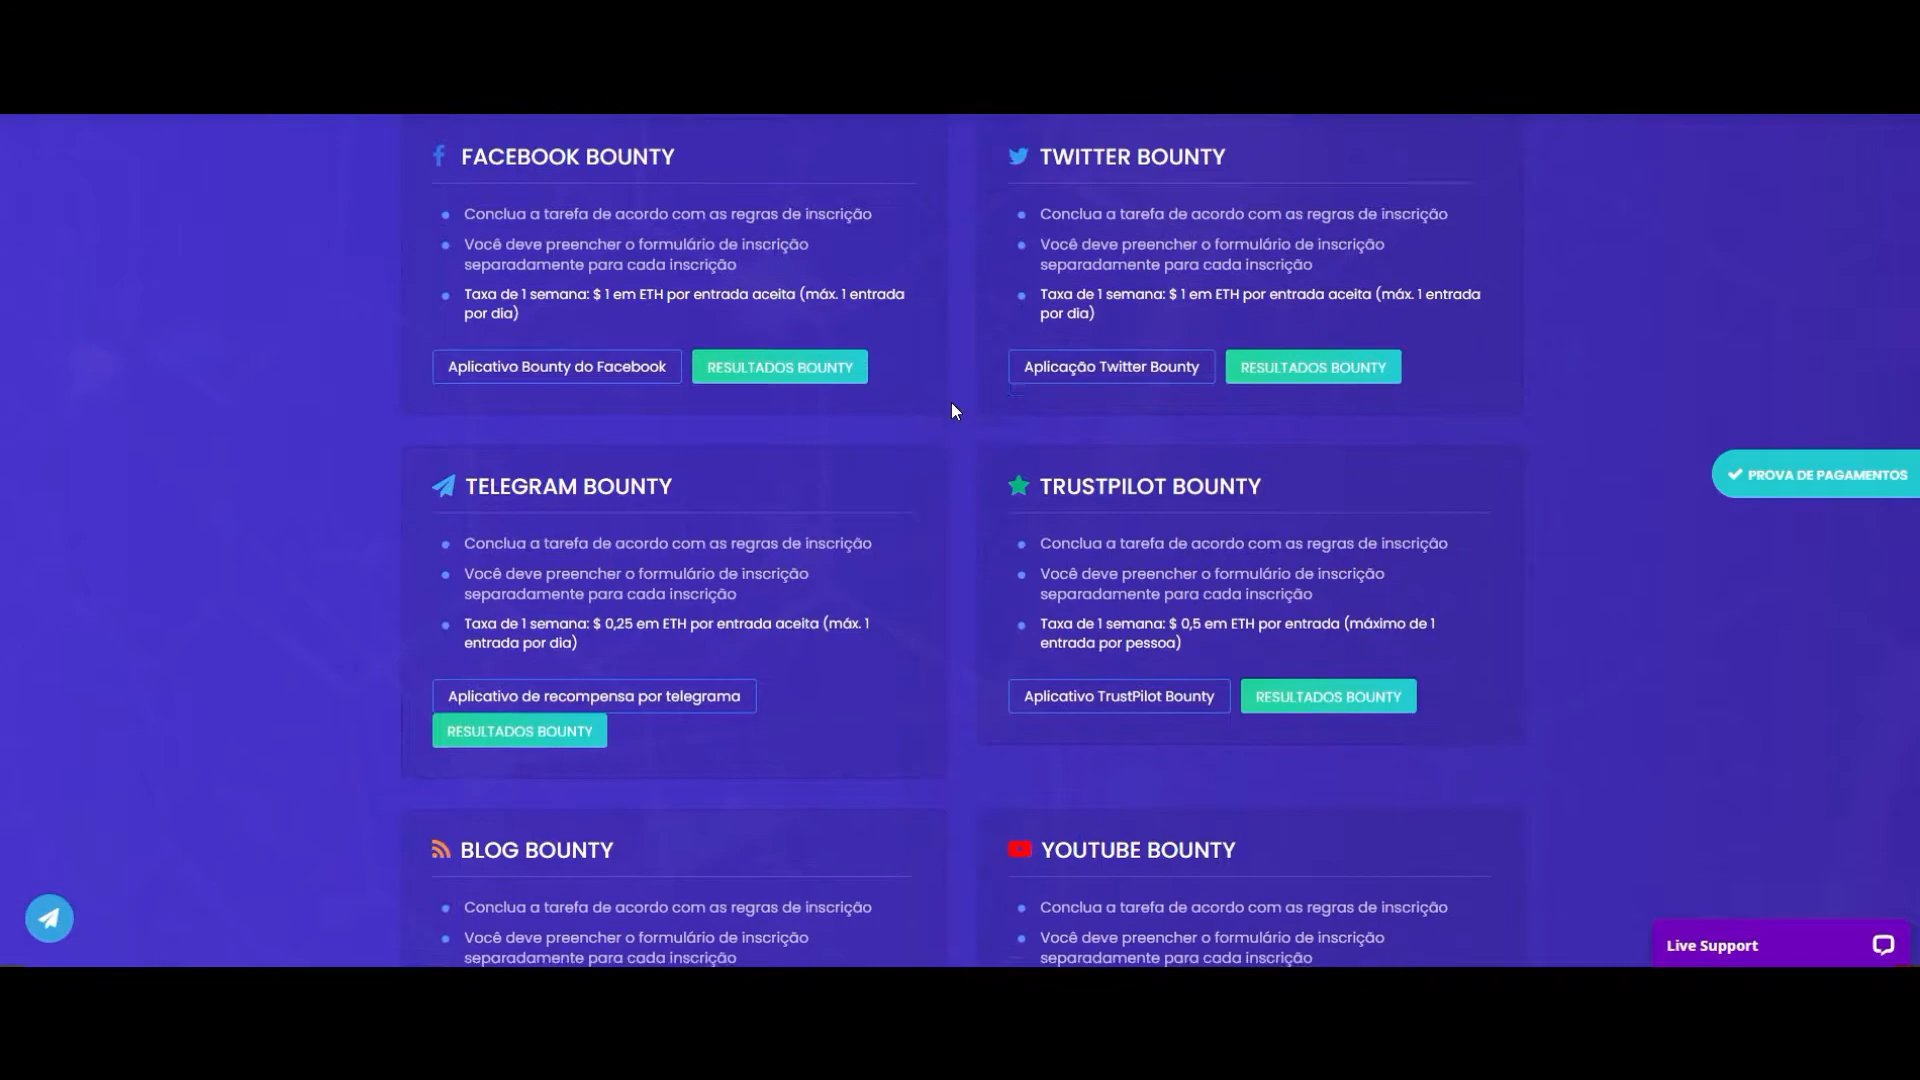 FACEBOOK BOUNTY
Conclua a tarefa de acordo com as regras de inscrição
Você deve preencher o formulário de inscrição
separadamente para cada inscrição
Taxa de 1 semana: $ 1 em ETH por entrada aceita (máx. 1 entrada
por dia)
Aplicativo Bounty do Facebook
RESULTADOS BOUNTY
TWITTER BOUNTY
Conclua a tarefa de acordo com as regras de inscrição
Você deve preencher o formulário de inscrição
separadamente para cada inscrição
Taxa de 1 semana: $ 1 em ETH por entrada aceita (máx. 1 entrada
por dia)
Aplicação Twitter Bounty
RESULTADOS BOUNTY
TELEGRAM BOUNTY
Conclua a tarefa de acordo com as regras de inscrição
Você deve preencher o formulário de inscrição
separadamente para cada inscrição
Taxa de 1 semana: $ 0,25 em ETH por entrada aceita (máx. 1
entrada por dia)
Aplicativo de recompensa por telegrama
RESULTADOS BOUNTY
TRUSTPILOT BOUNTY
Conclua a tarefa de acordo com as regras de inscrição
Você deve preencher o formulário de inscrição
separadamente para cada inscrição
Taxa de 1 semana: $ 0,5 em ETH por entrada (máximo de 1
entrada por pessoa)
Aplicativo TrustPilot Bounty
RESULTADOS BOUNTY
PROVA DE PAGAMENTOS
BLOG BOUNTY
Conclua a tarefa de acordo com as regras de inscrição
Você deve preencher o formulário de inscrição
separadamente para cada inscrição
YOUTUBE BOUNTY
Conclua a tarefa de acordo com as regras de inscrição
Você deve preencher o formulário de inscrição
separadamente para cada inscrição
Live Support